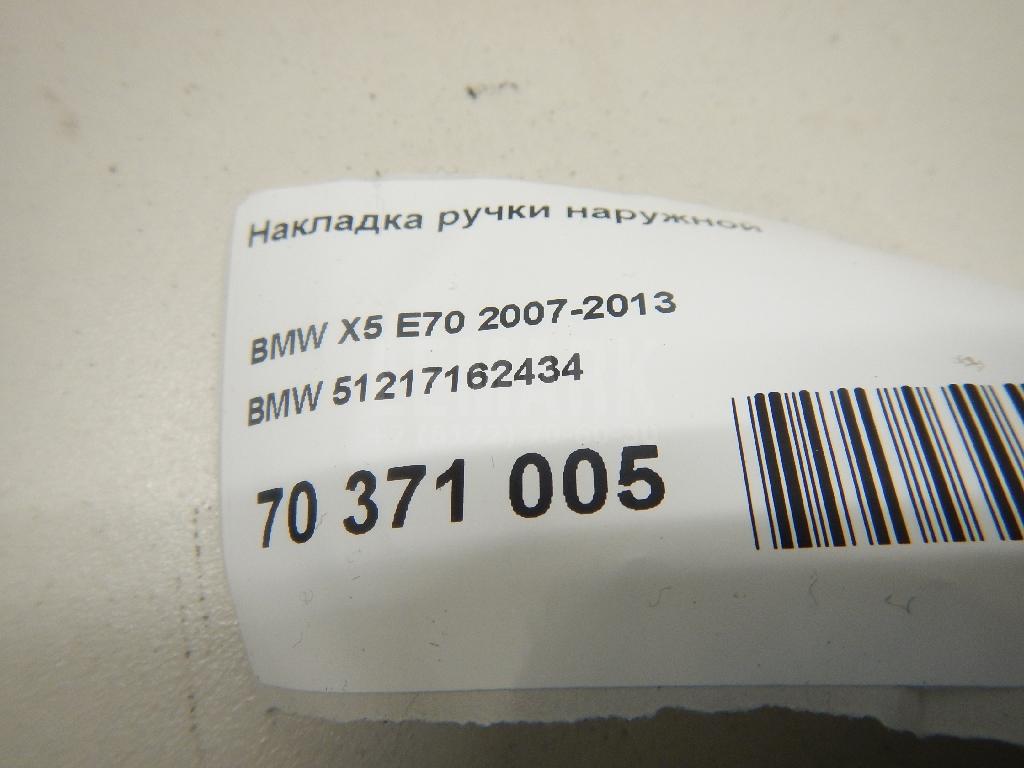 Накладка ручки наружной
BMW X5 E70 2007-2013
BMW 51217162434
70 371 005